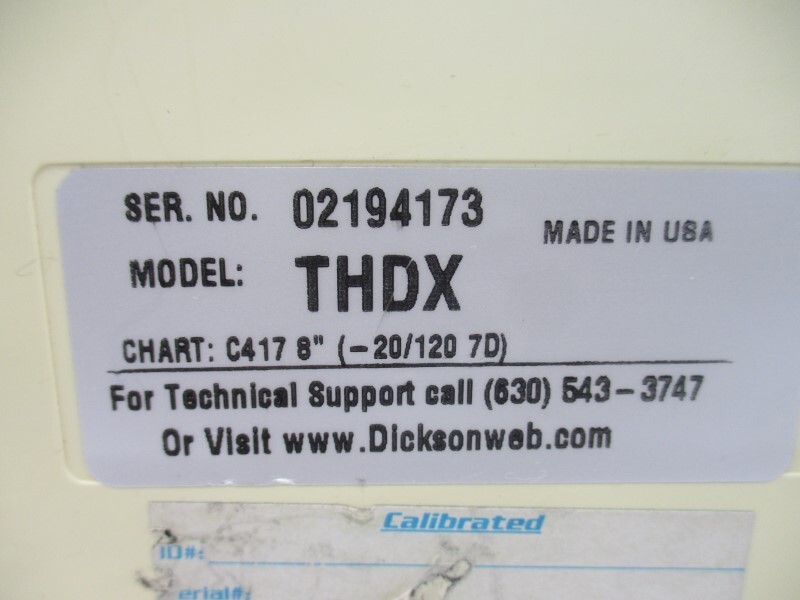 SER. NO. 02194173
MADE IN USA
MODEL: THDX
CHART: C417 8" (-20/120 7D)
For Technical Support call (630) 543-3747
Or Visit www.Dicksonweb.com
Calibrated
ID#:
erial#: